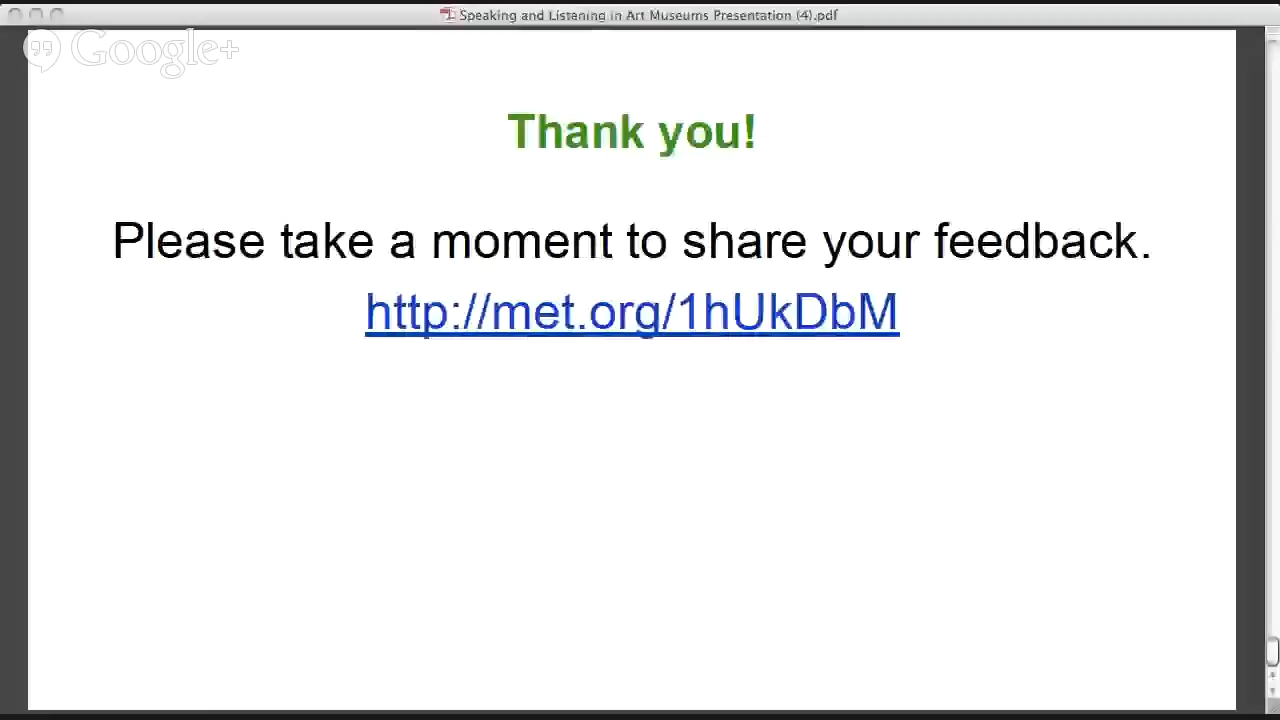 Speaking and Listening in Art Museums Presentation (4).pdf
Google+
Thank you!
Please take a moment to share your feedback.
http://met.org/1hUkDbM